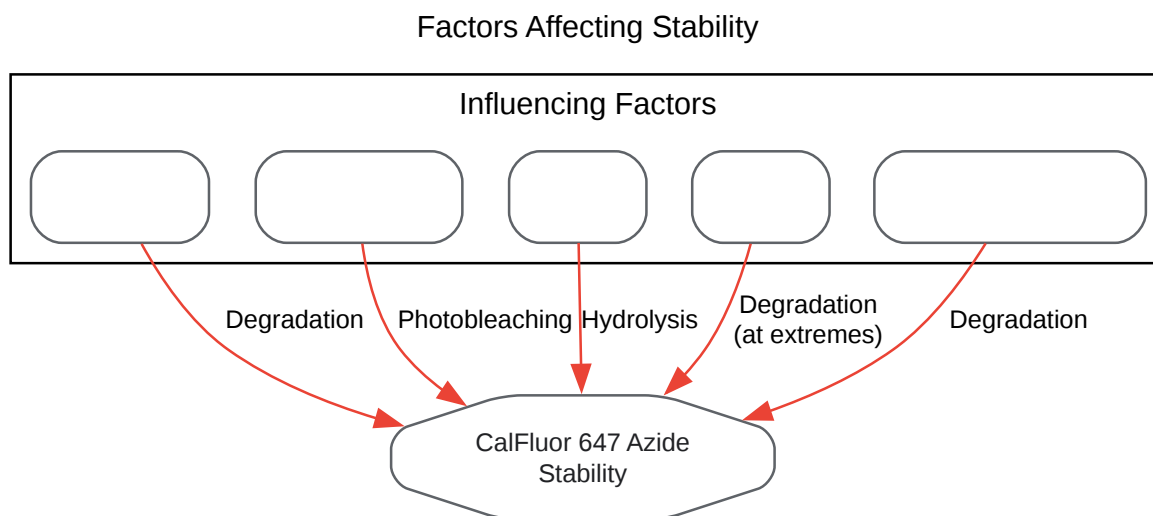 Factors Affecting Stability
Influencing Factors
Degradation
Photobleaching
Hydrolysis
Degradation
(at extremes)
Degradation
CalFluor 647 Azide
Stability